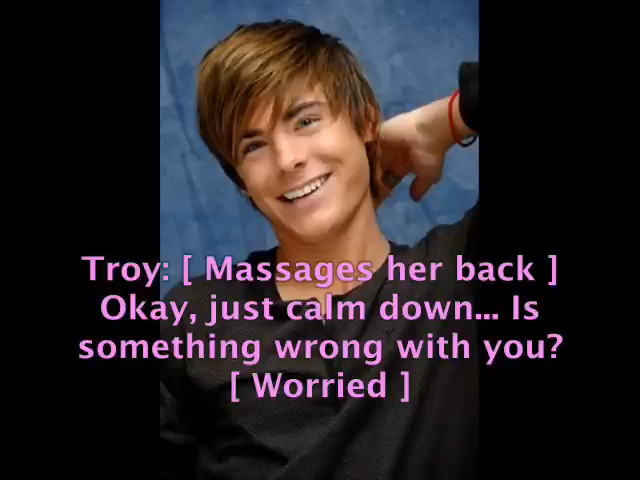 Troy: [ Massages her back ]
Okay, just calm down... Is
something wrong with you?
[ Worried ]